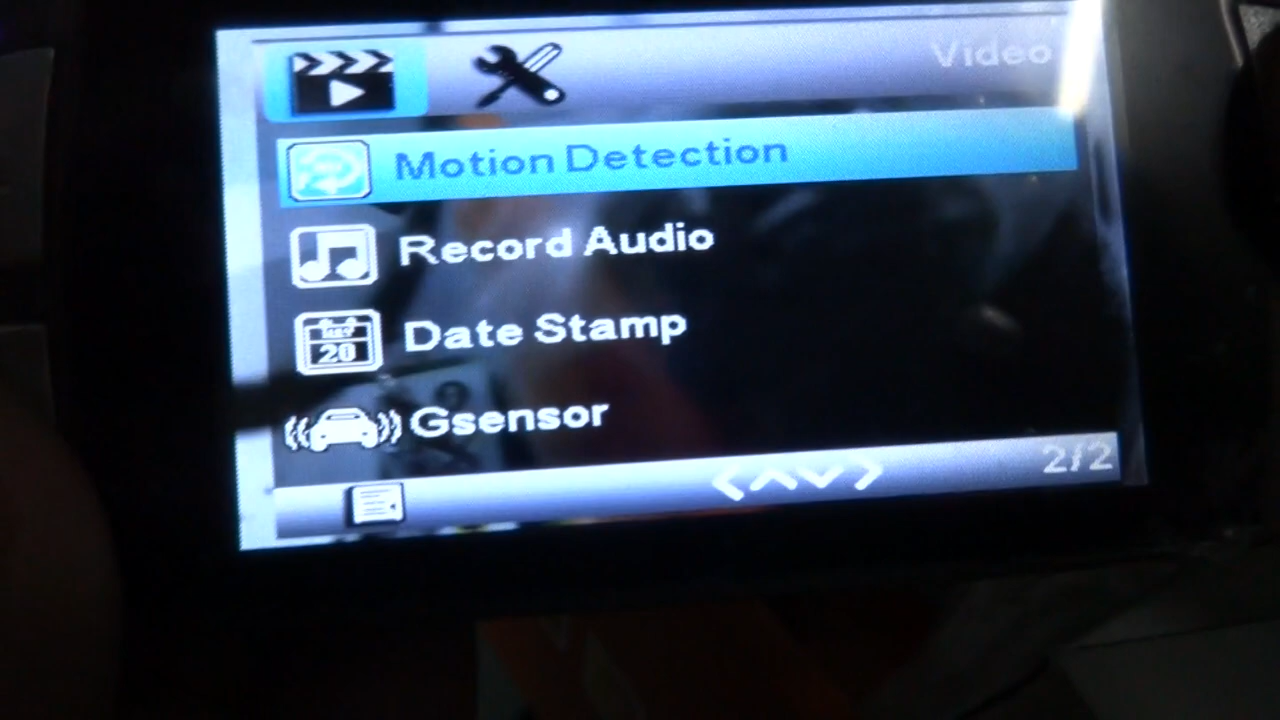 Video
Motion Detection
Record Audio
Date Stamp
20
Gsensor
2/2